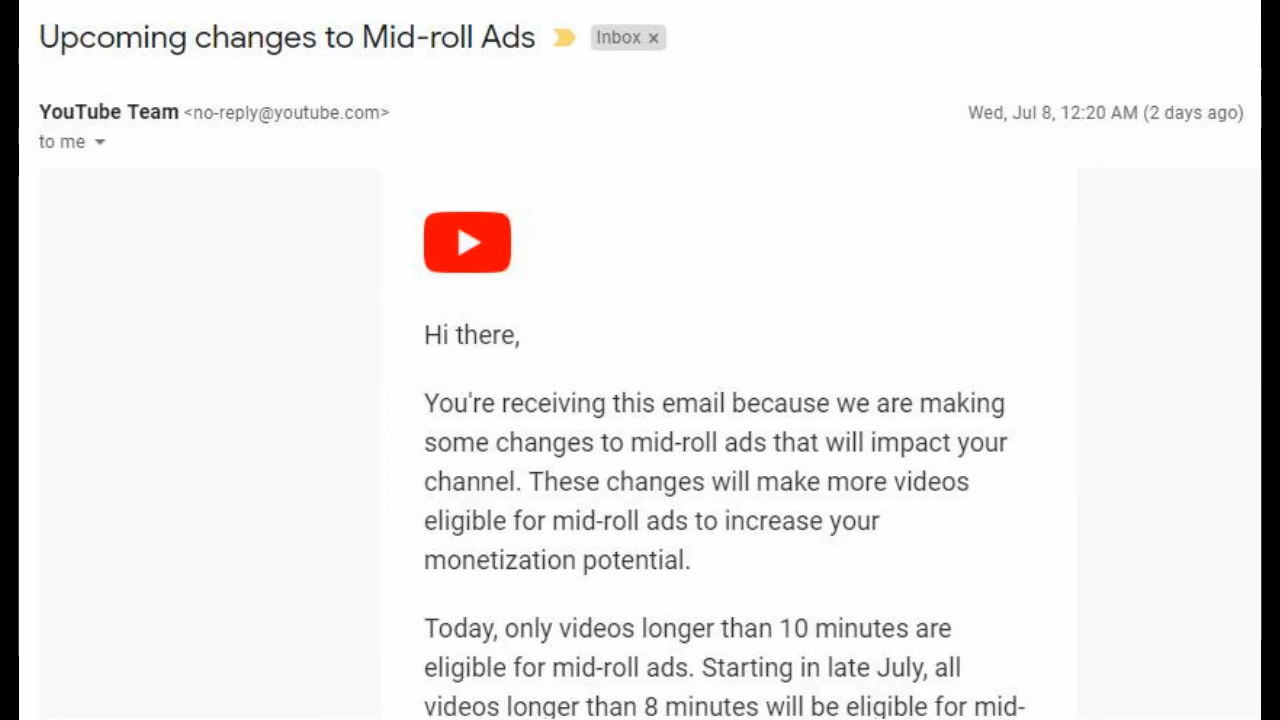 Upcoming changes to Mid-roll Ads Inbox ×
YouTube Team <no-reply@youtube.com> Wed, Jul 8, 12:20 AM (2 days ago)
to me
Hi there,
You're receiving this email because we are making
some changes to mid-roll ads that will impact your
channel. These changes will make more videos
eligible for mid-roll ads to increase your
monetization potential.
Today, only videos longer than 10 minutes are
eligible for mid-roll ads. Starting in late July, all
videos longer than 8 minutes will be eligible for mid-